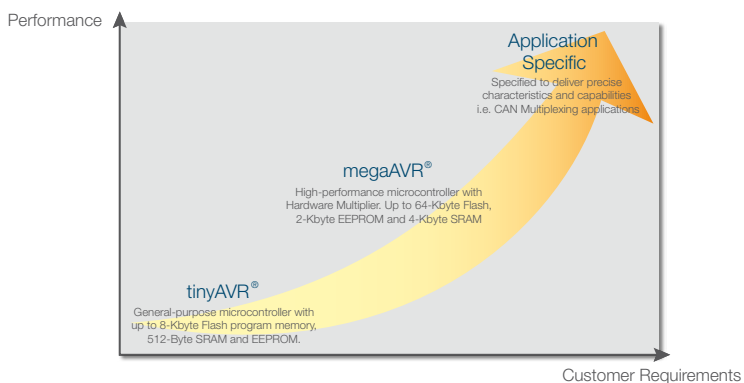 Performance
Application
Specific
Specified to deliver precise
characteristics and capabilities
i.e. CAN Multiplexing applications
megaAVR®
High-performance microcontroller with
Hardware Multiplier. Up to 64-Kbyte Flash,
2-Kbyte EEPROM and 4-Kbyte SRAM
tinyAVR®
General-purpose microcontroller with
up to 8-Kbyte Flash program memory,
512-Byte SRAM and EEPROM.
Customer Requirements